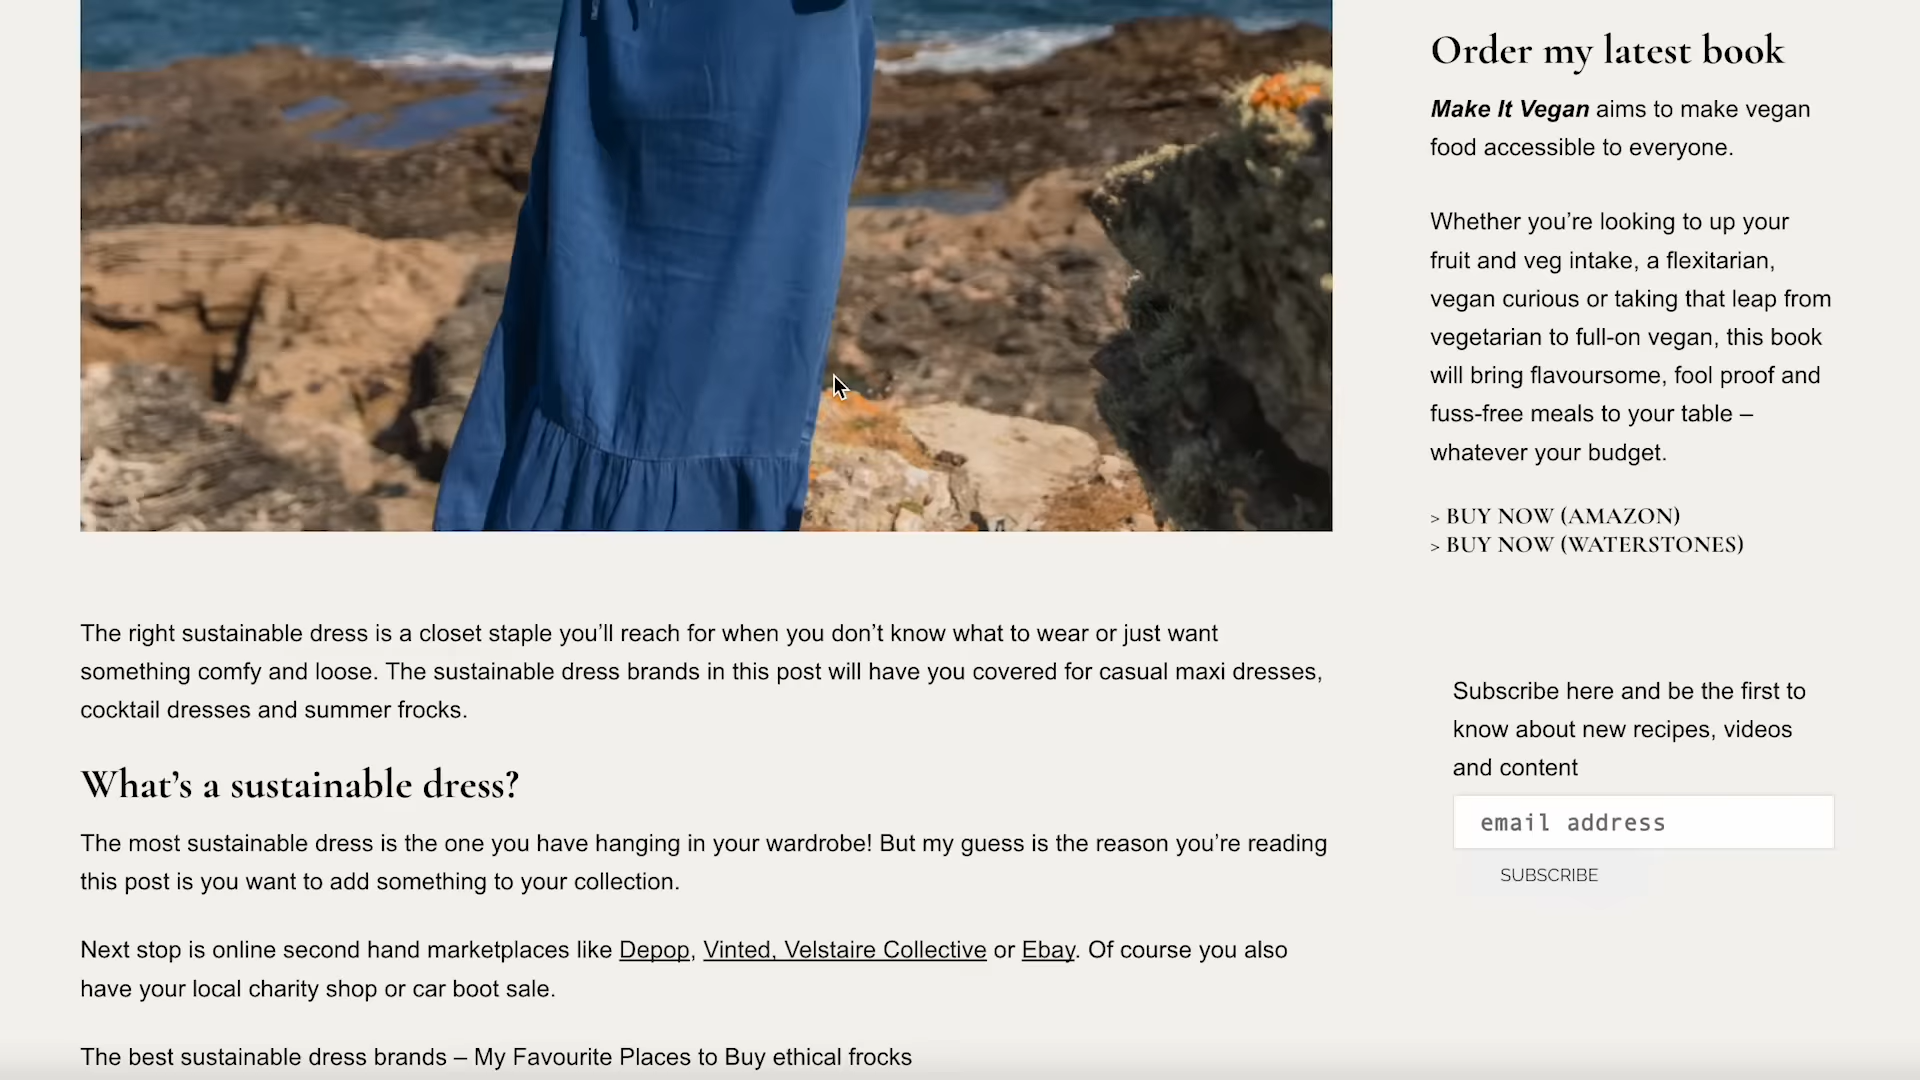 The right sustainable dress is a closet staple you’ll reach for when you don’t know what to wear or just want
something comfy and loose. The sustainable dress brands in this post will have you covered for casual maxi dresses,
cocktail dresses and summer frocks.
What’s a sustainable dress?
The most sustainable dress is the one you have hanging in your wardrobe! But my guess is the reason you’re reading
this post is you want to add something to your collection.
Next stop is online second hand marketplaces like Depop, Vinted, Velstaire Collective or Ebay. Of course you also
have your local charity shop or car boot sale.
The best sustainable dress brands – My Favourite Places to Buy ethical frocks
Order my latest book
Make It Vegan aims to make vegan
food accessible to everyone.
Whether you’re looking to up your
fruit and veg intake, a flexitarian,
vegan curious or taking that leap from
vegetarian to full-on vegan, this book
will bring flavoursome, fool proof and
fuss-free meals to your table –
whatever your budget.
> BUY NOW (AMAZON)
> BUY NOW (WATERSTONES)
Subscribe here and be the first to
know about new recipes, videos
and content
email address
SUBSCRIBE